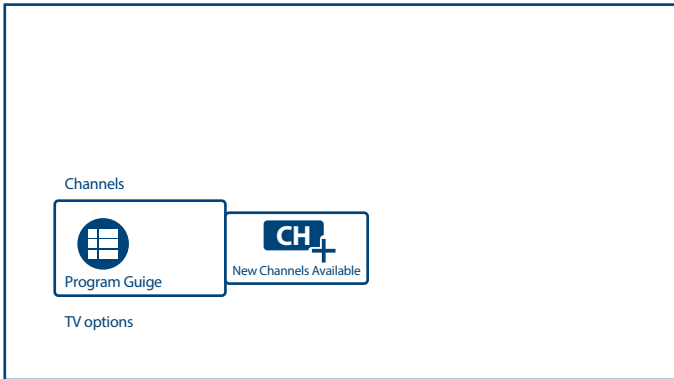 Channels
Program Guige
CH
New Channels Available
TV options